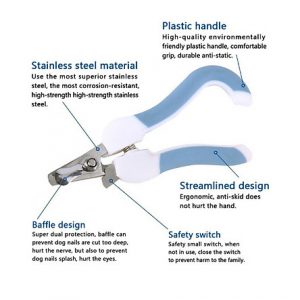 Plastic handle
High-quality environmentally
friendly plastic handle, comfortable
grip, durable anti-static.
Stainless steel material
Use the most superior stainless
steel, the most corrosion-resistant,
high-strength high-strength stainless
steel.
Streamlined design
Ergonomic, anti-skid does
not hurt the hand.
Baffle design
Super dual protection, baffle can
prevent dog nails are cut too deep,
hurt the nerve, but also to prevent
dog nails splash, hurt the eyes.
Safety switch
Safety small switch, when
not in use, close the switch
to prevent harm to the family.